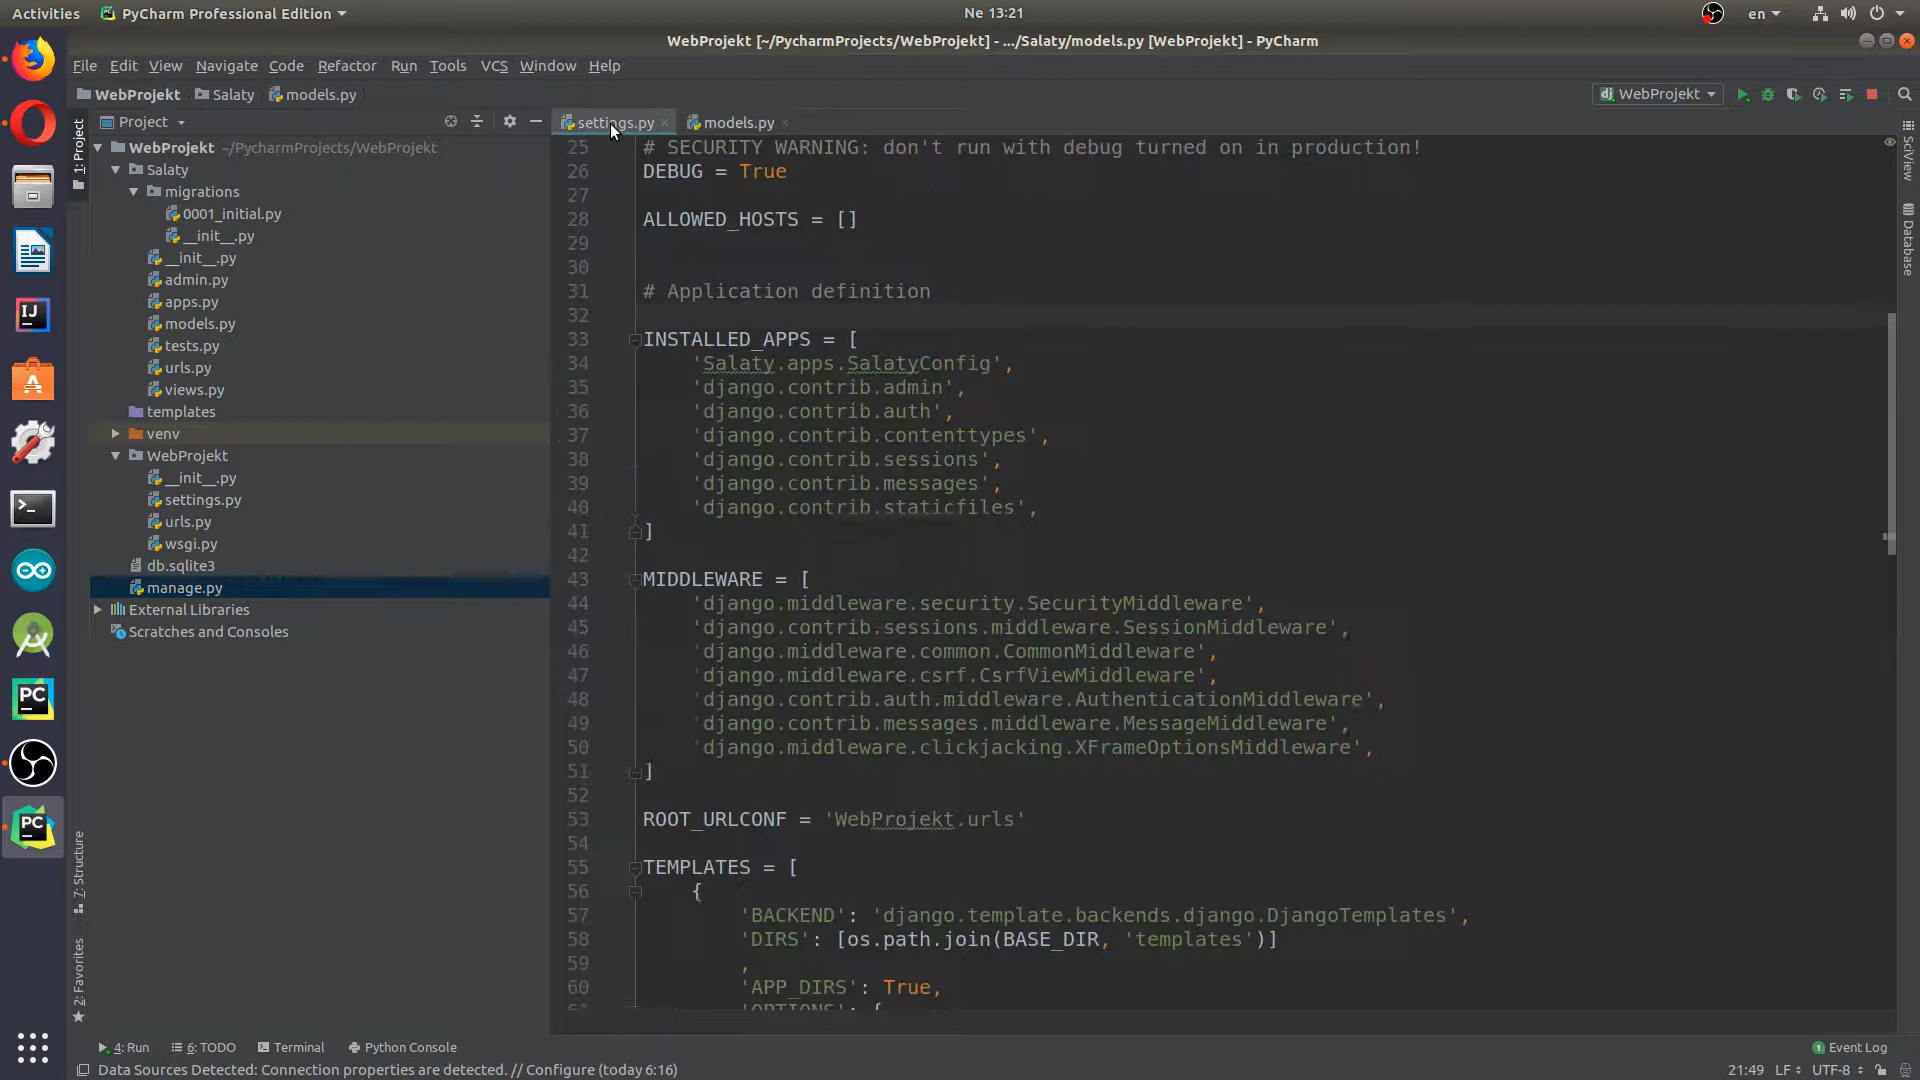 Activities
PyCharm Professional Edition
Ne 13:21
en
WebProjekt [~/PycharmProjects/WebProjekt] - .../Salaty/models.py [WebProjekt] - PyCharm
File Edit View Navigate Code Refactor Run Tools VCS Window Help
WebProjekt Salaty models.py
dj WebProjekt
1: Project
Project
WebProjekt ~/PycharmProjects/WebProjekt
Salaty
migrations
0001_initial.py
__init__.py
__init__.py
admin.py
apps.py
models.py
tests.py
urls.py
views.py
templates
venv
WebProjekt
__init__.py
settings.py
urls.py
wsgi.py
db.sqlite3
manage.py
External Libraries
Scratches and Consoles
7: Structure
2: Favorites
settings.py models.py
25 # SECURITY WARNING: don't run with debug turned on in production!
26 DEBUG = True
27
28 ALLOWED_HOSTS = []
29
30
31 # Application definition
32
33 INSTALLED_APPS = [
34 'Salaty.apps.SalatyConfig',
35 'django.contrib.admin',
36 'django.contrib.auth',
37 'django.contrib.contenttypes',
38 'django.contrib.sessions',
39 'django.contrib.messages',
40 'django.contrib.staticfiles',
41 ]
42
43 MIDDLEWARE = [
44 'django.middleware.security.SecurityMiddleware',
45 'django.contrib.sessions.middleware.SessionMiddleware',
46 'django.middleware.common.CommonMiddleware',
47 'django.middleware.csrf.CsrfViewMiddleware',
48 'django.contrib.auth.middleware.AuthenticationMiddleware',
49 'django.contrib.messages.middleware.MessageMiddleware',
50 'django.middleware.clickjacking.XFrameOptionsMiddleware',
51 ]
52
53 ROOT_URLCONF = 'WebProjekt.urls'
54
55 TEMPLATES = [
56 {
57 'BACKEND': 'django.template.backends.django.DjangoTemplates',
58 'DIRS': [os.path.join(BASE_DIR, 'templates')]
59 ,
60 'APP_DIRS': True,
'OPTIONS': {
SciView
Database
IJ
PC
PC
4: Run 6: TODO Terminal Python Console
1 Event Log
Data Sources Detected: Connection properties are detected. // Configure (today 6:16)
21:49 LF UTF-8